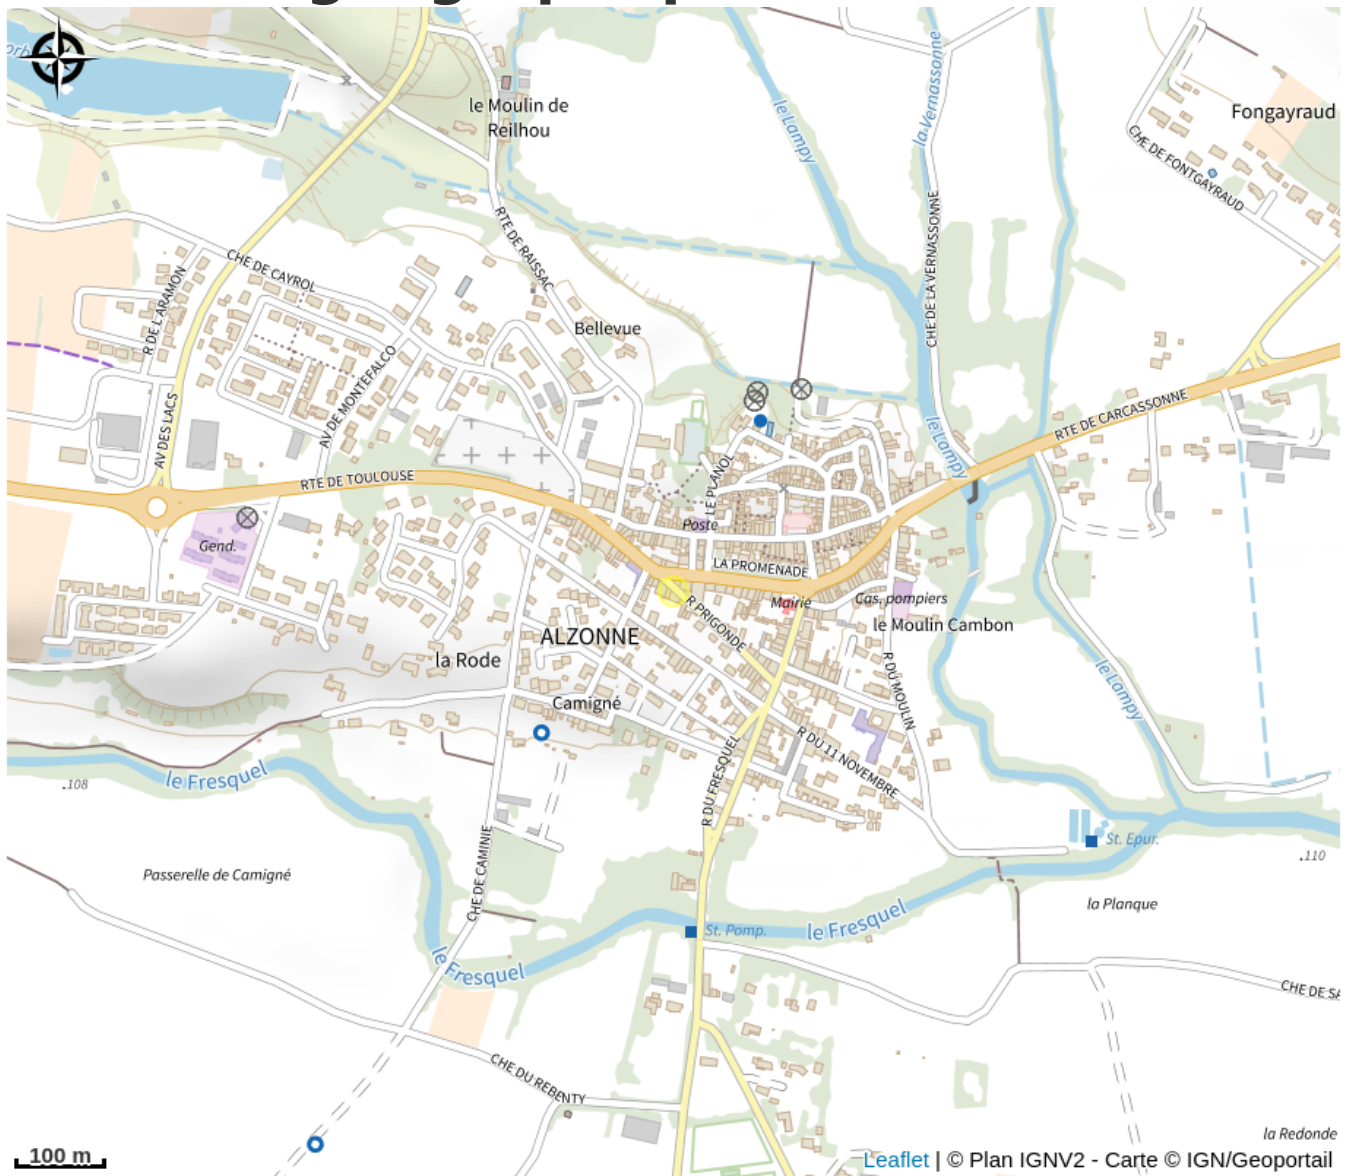 le Moulin de
Reilhou
le Lampy
la Vernassonne
Fongayraud
CHE DE FONTGAYRAUD
RTE DE RAISSAC
CHE DE LA VERNASSONNE
CHE DE CAYROL
R DE L'ARAMON
Bellevue
AV DE MONTEFALCO
AV DES LACS
RTE DE CARCASSONNE
le Lampy
RTE DE TOULOUSE
LE PLANOL
Poste
Gend.
LA PROMENADE
Mairie
Cas. pompiers
le Moulin Cambon
R PRIGONDE
ALZONNE
la Rode
Camigné
R DU MOULIN
le Lampy
R DU 11 NOVEMBRE
R DU FRESQUEL
le Fresquel
.108
St. Epur.
.110
Passerelle de Camigné
CHE DE CAMINIE
la Planque
le Fresquel
St. Pomp.
le Fresquel
CHE DE SA
CHE DU REBENTY
la Redonde
100 m
Leaflet | © Plan IGNV2 - Carte © IGN/Geoportail